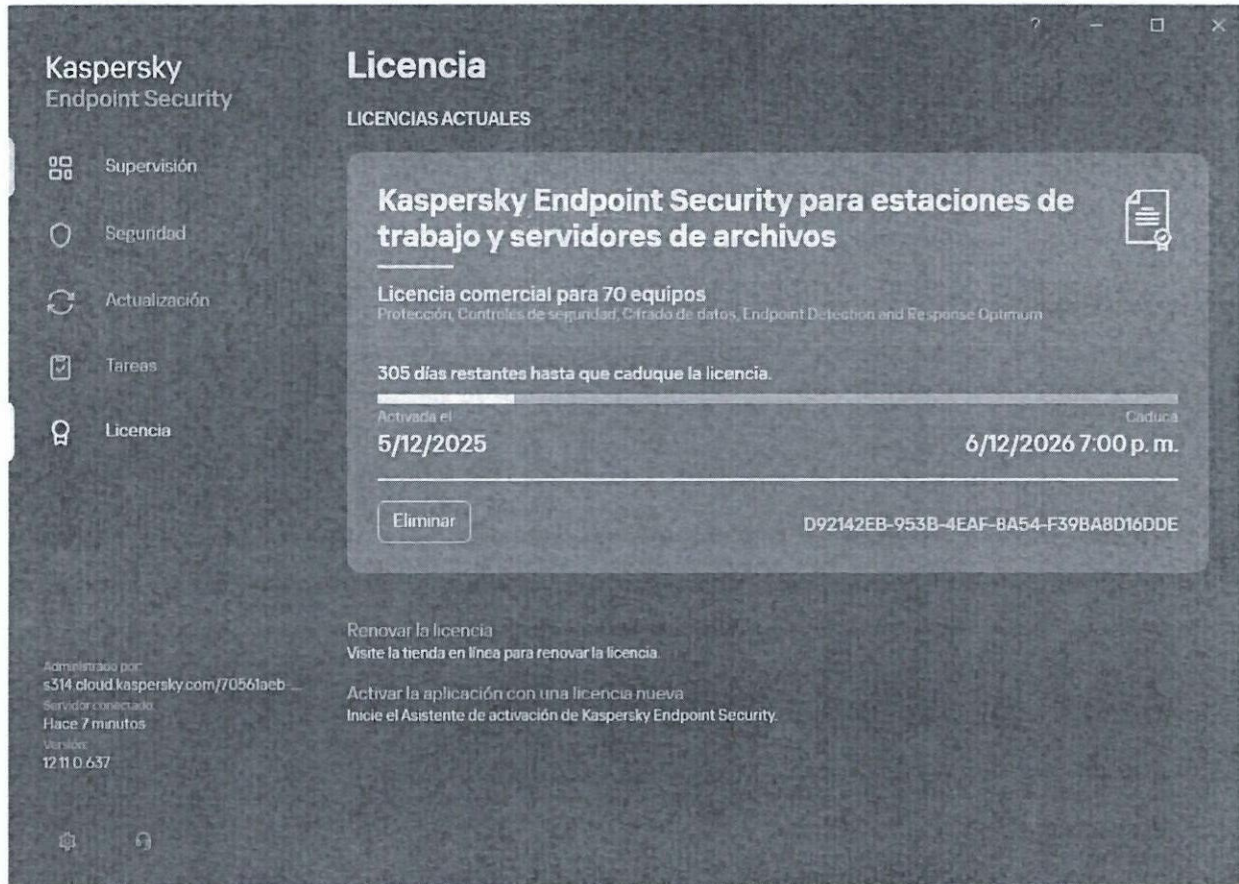 Kaspersky
Endpoint Security
Supervisión
Seguridad
Actualización
Tareas
Licencia
Administrado por:
s314.cloud.kaspersky.com/70561aeb-...
Servidor conectado:
Hace 7 minutos
Versión:
12.11.0.637
Licencia
LICENCIAS ACTUALES
Kaspersky Endpoint Security para estaciones de
trabajo y servidores de archivos
Licencia comercial para 70 equipos
Protección, Controles de seguridad, Cifrado de datos, Endpoint Detection and Response Optimum
305 días restantes hasta que caduque la licencia.
Activada el
Caduca
5/12/2025
6/12/2026 7:00 p. m.
Eliminar
D92142EB-953B-4EAF-8A54-F39BA8D16DDE
Renovar la licencia
Visite la tienda en línea para renovar la licencia.
Activar la aplicación con una licencia nueva
Inicie el Asistente de activación de Kaspersky Endpoint Security.